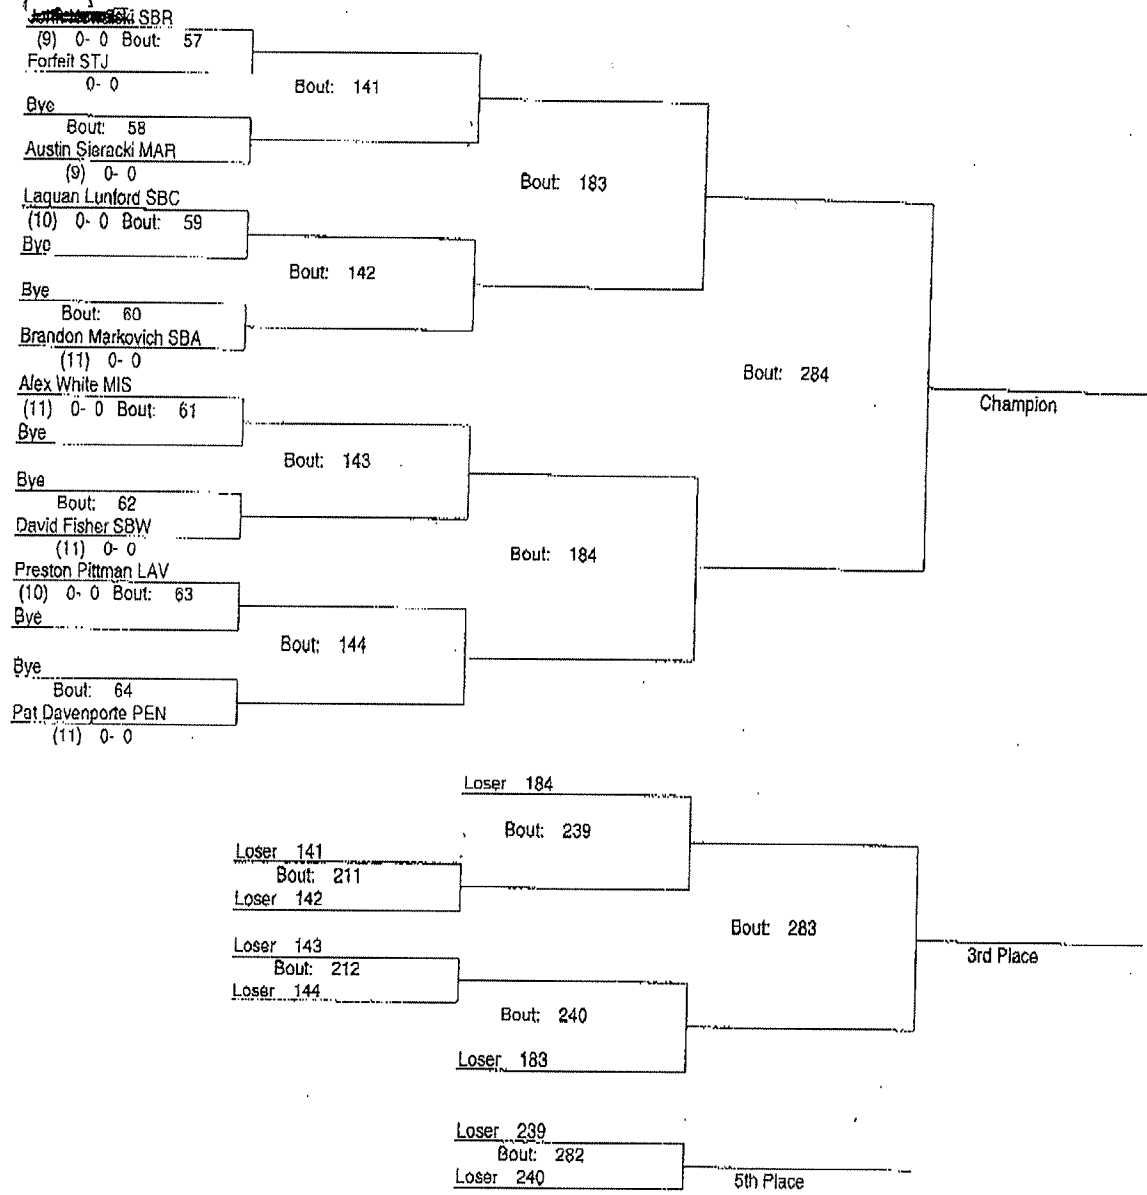 SBR
(9) 0- 0 Bout: 57
Forfeit STJ
0- 0
Bye
Bout: 58
Austin Sieracki MAR
(9) 0- 0
Laquan Lunford SBC
(10) 0- 0 Bout: 59
Bye
Bye
Bout: 60
Brandon Markovich SBA
(11) 0- 0
Alex White MIS
(11) 0- 0 Bout: 61
Bye
Bye
Bout: 62
David Fisher SBW
(11) 0- 0
Preston Pittman LAV
(10) 0- 0 Bout: 63
Bye
Bye
Bout: 64
Pat Davenporte PEN
(11) 0- 0
Bout: 141
Bout: 142
Bout: 143
Bout: 144
Bout: 183
Bout: 184
Bout: 284
Champion
Loser 184
Bout: 239
Loser 141
Bout: 211
Loser 142
Loser 143
Bout: 212
Loser 144
Bout: 240
Loser 183
Bout: 283
3rd Place
Loser 239
Bout: 282
Loser 240
5th Place